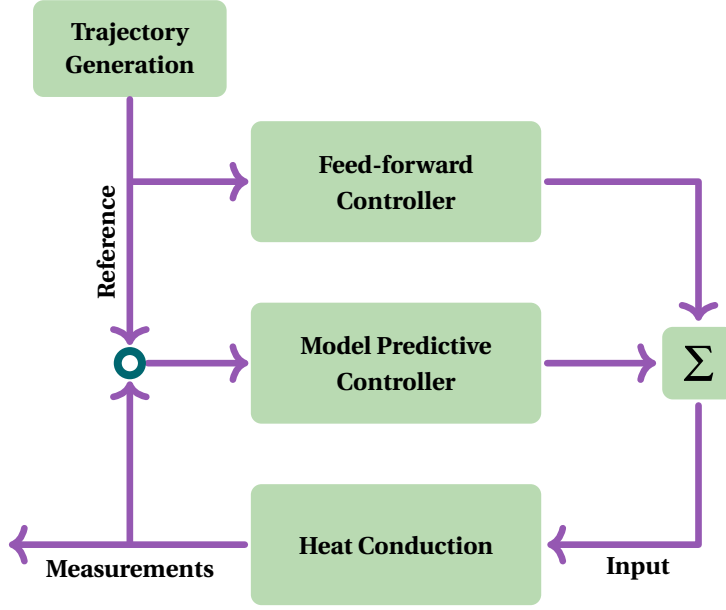 Trajectory
Generation
Feed-forward
Controller
Reference
Model Predictive
Controller
Σ
Heat Conduction
Measurements
Input